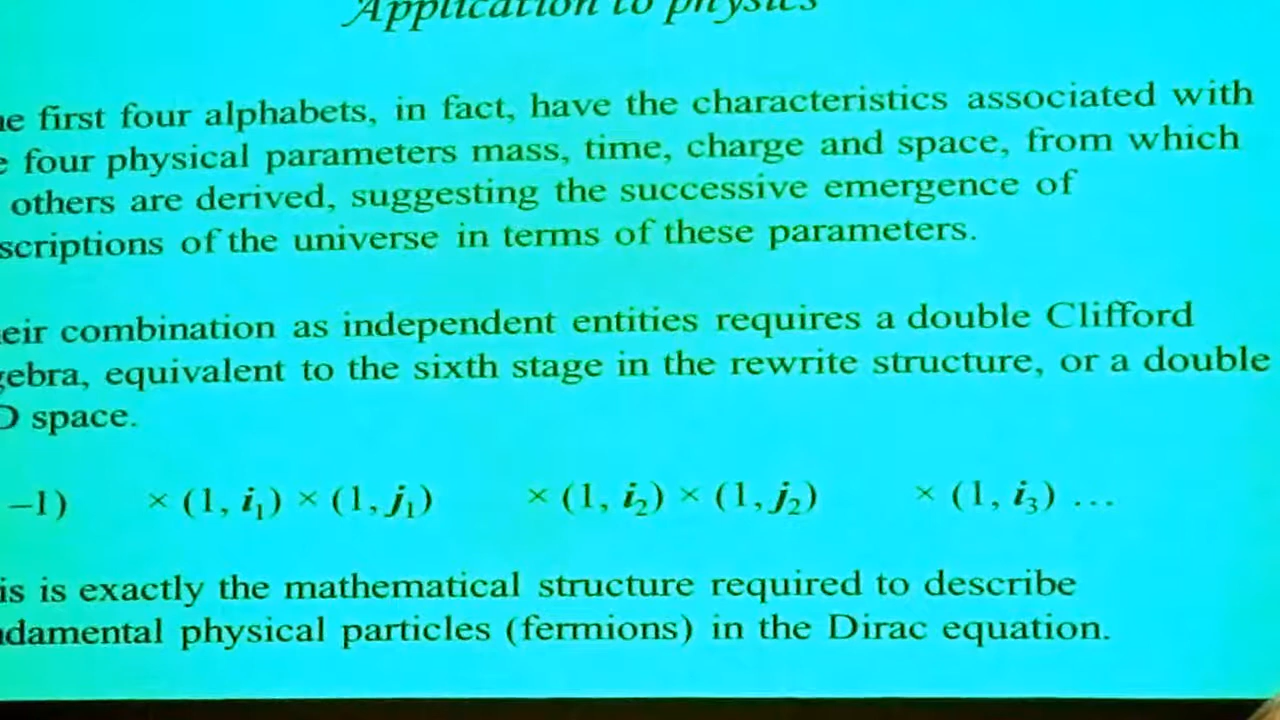 Application to physics
e first four alphabets, in fact, have the characteristics associated with
four physical parameters mass, time, charge and space, from which
others are derived, suggesting the successive emergence of
scriptions of the universe in terms of these parameters.
eir combination as independent entities requires a double Clifford
gebra, equivalent to the sixth stage in the rewrite structure, or a double
D space.
–1) × (1, i₁) × (1, j₁) × (1, i₂) × (1, j₂) × (1, i₃) ...
is is exactly the mathematical structure required to describe
damental physical particles (fermions) in the Dirac equation.